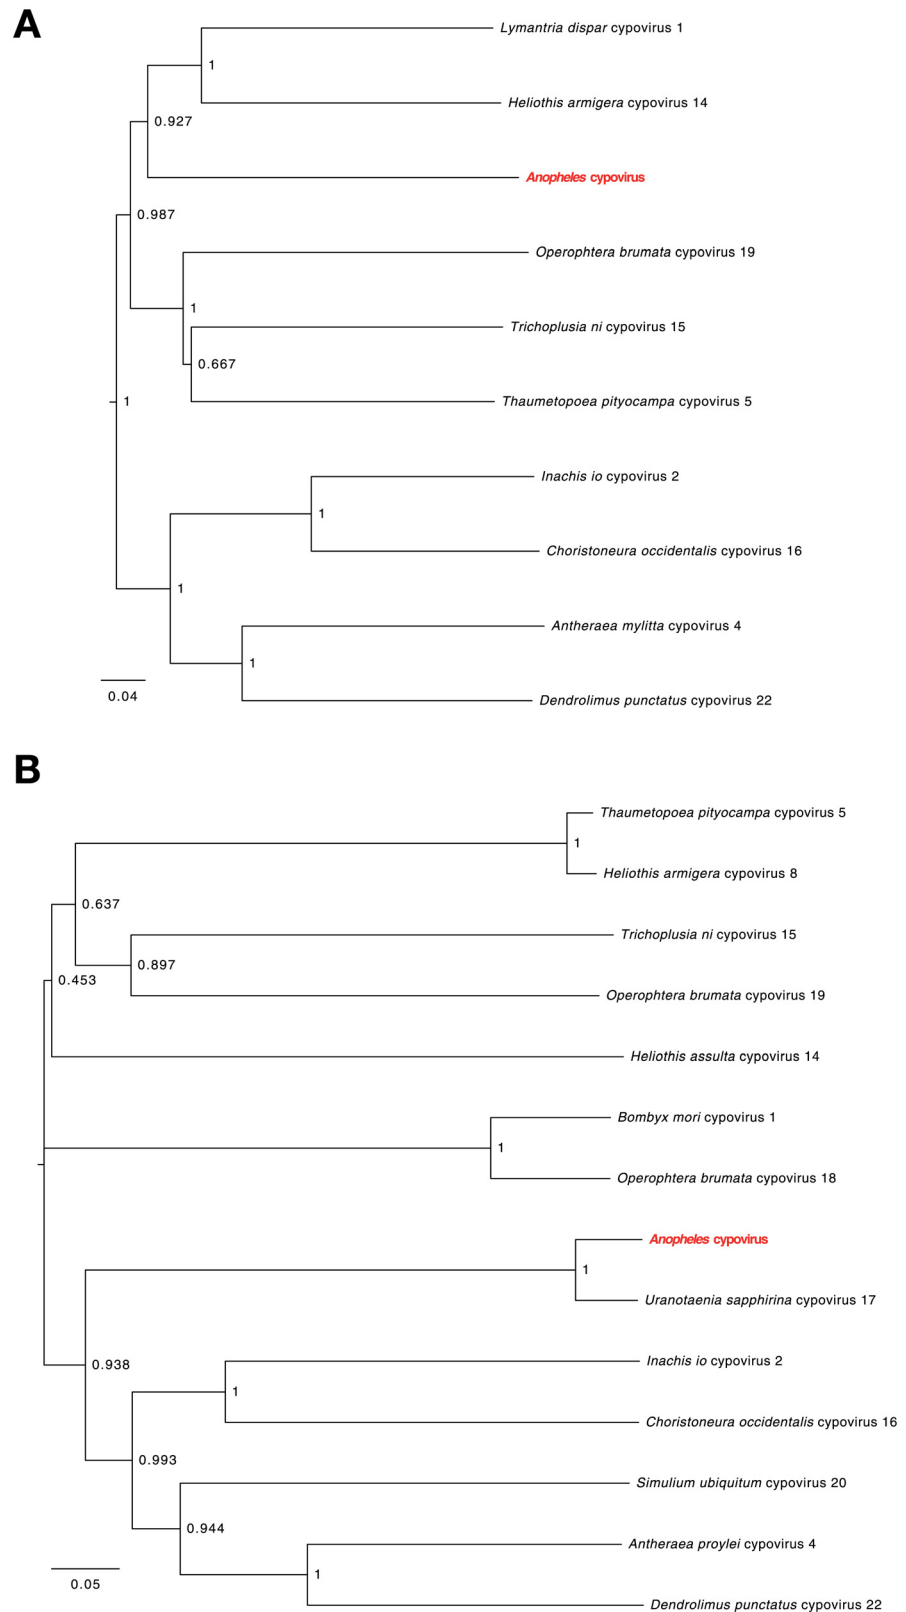 A
Lymantria dispar cypovirus 1
1
Heliothis armigera cypovirus 14
0.927
Anopheles cypovirus
0.987
Operophtera brumata cypovirus 19
1
Trichoplusia ni cypovirus 15
0.667
Thaumetopoea pityocampa cypovirus 5
1
Inachis io cypovirus 2
1
Choristoneura occidentalis cypovirus 16
1
Antheraea mylitta cypovirus 4
1
Dendrolimus punctatus cypovirus 22
0.04
B
Thaumetopoea pityocampa cypovirus 5
1
Heliothis armigera cypovirus 8
0.637
Trichoplusia ni cypovirus 15
0.897
0.453
Operophtera brumata cypovirus 19
Heliothis assulta cypovirus 14
Bombyx mori cypovirus 1
1
Operophtera brumata cypovirus 18
Anopheles cypovirus
1
Uranotaenia sapphirina cypovirus 17
0.938
Inachis io cypovirus 2
1
Choristoneura occidentalis cypovirus 16
0.993
Simulium ubiquitum cypovirus 20
0.944
Antheraea proylei cypovirus 4
1
0.05
Dendrolimus punctatus cypovirus 22